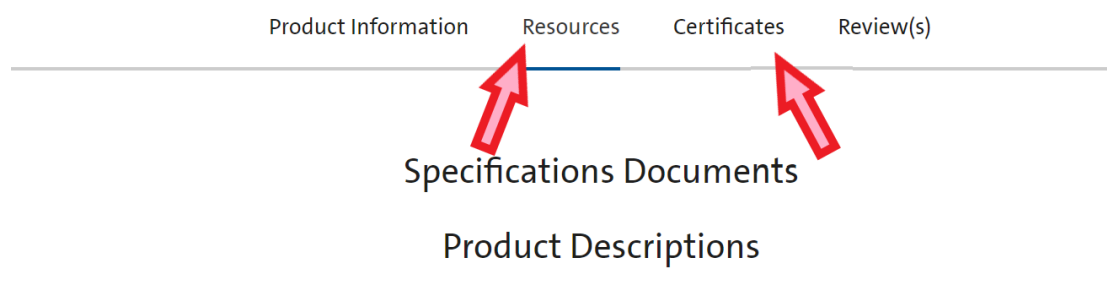 Product Information Resources Certificates Review(s)
Specifications Documents
Product Descriptions